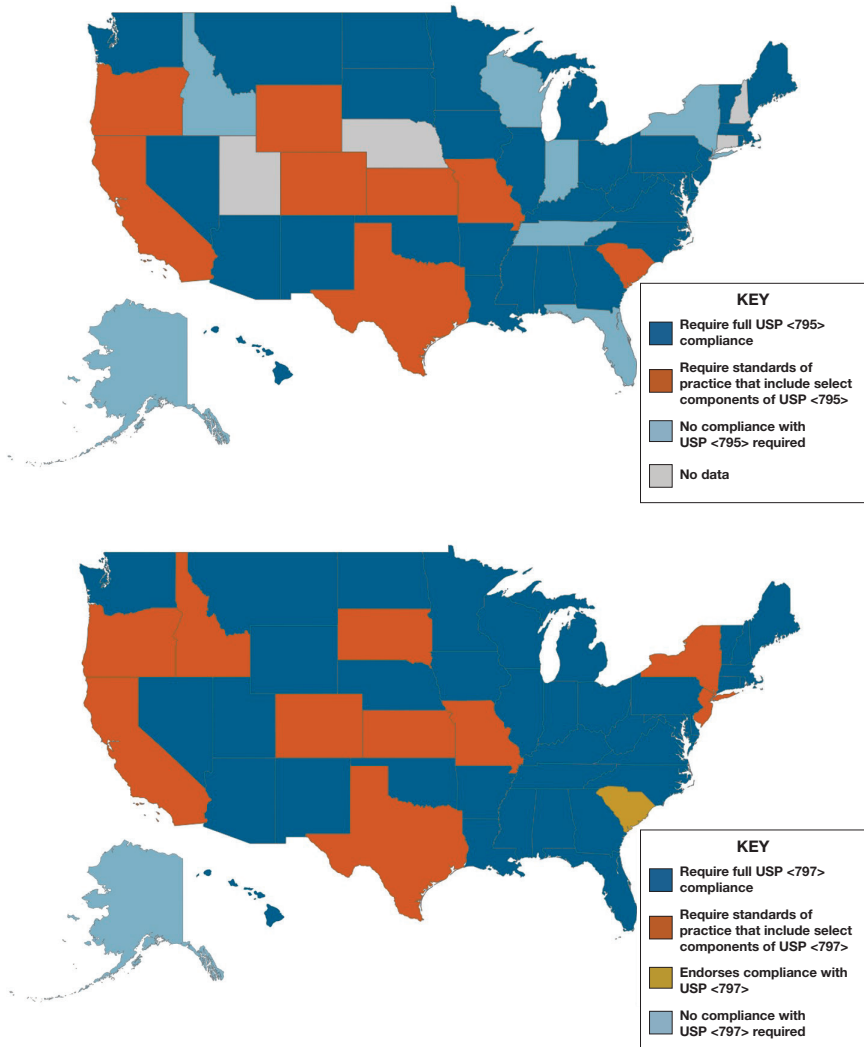 KEY
Require full USP <795>
compliance
Require standards of
practice that include select
components of USP <795>
No compliance with
USP <795> required
No data
KEY
Require full USP <797>
compliance
Require standards of
practice that include select
components of USP <797>
Endorses compliance with
USP <797>
No compliance with
USP <797> required